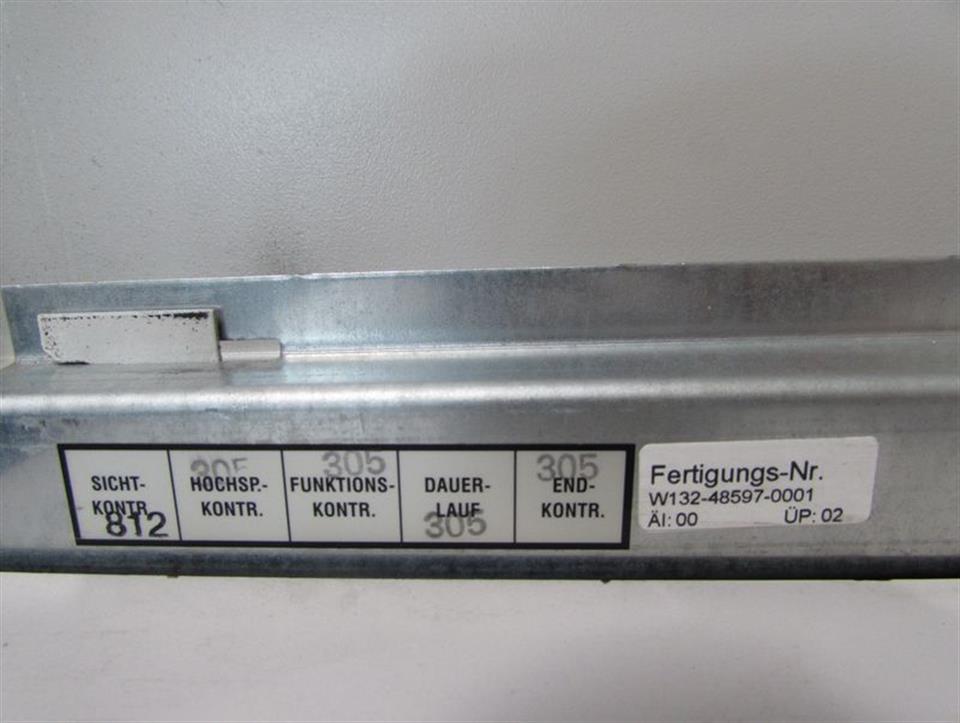 SICHT-
KONTR.
812
305
HOCHSP.-
KONTR.
305
FUNKTIONS-
KONTR.
DAUER-
LAUF
305
305
END-
KONTR.
Fertigungs-Nr.
W132-48597-0001
ÄI: 00 ÜP: 02